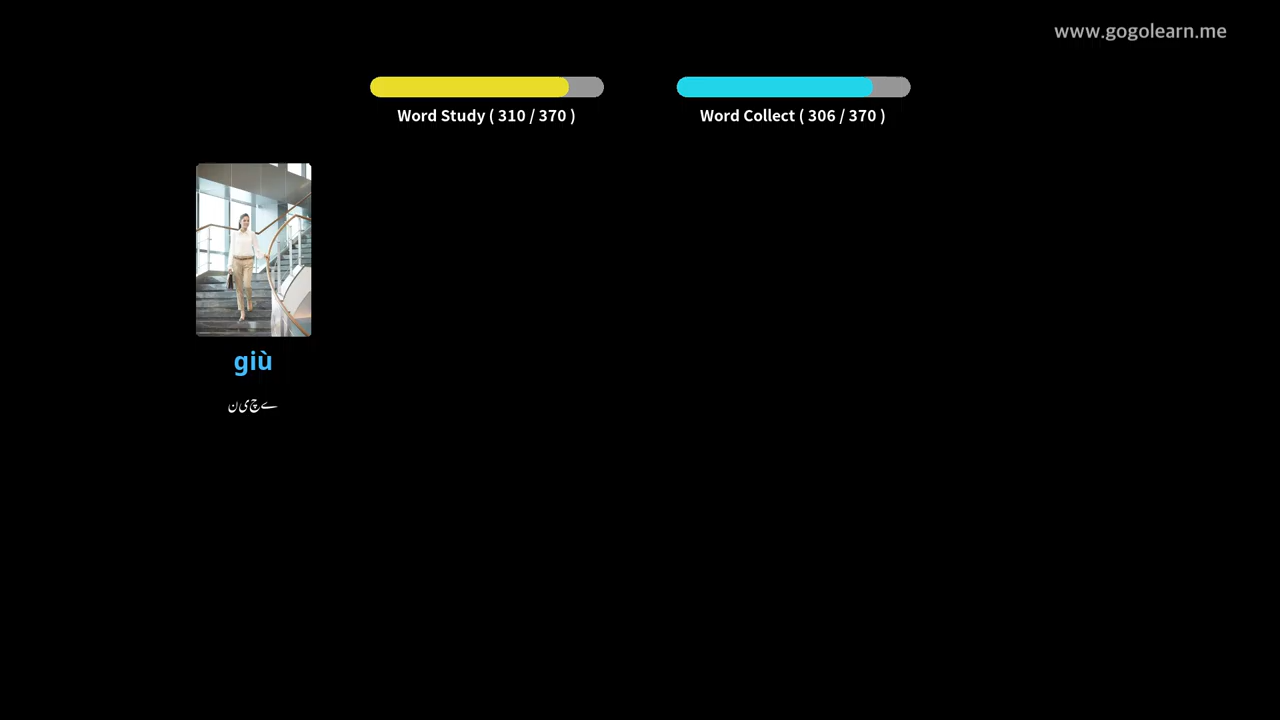 www.gogolearn.me
Word Study ( 310 / 370 )
Word Collect ( 306 / 370 )
giù
ے چ ی ن